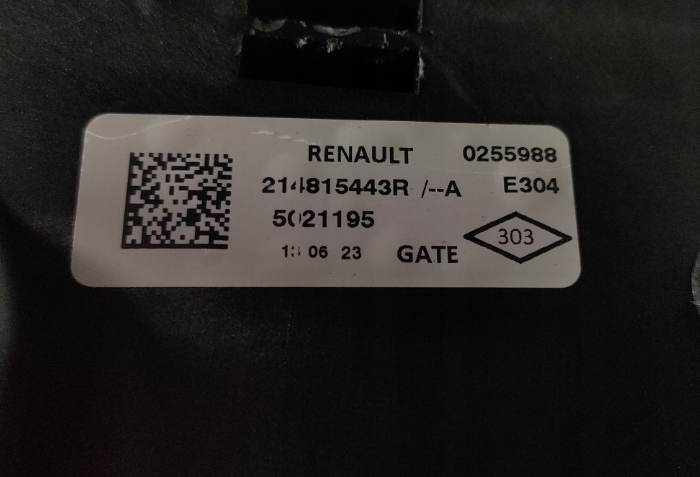 RENAULT 0255988
214815443R /--A E304
5021195
303
06 23 GATE